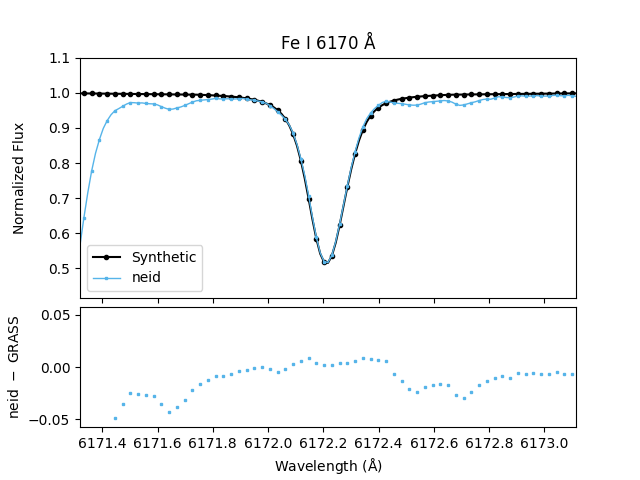 Fe I 6170 Å
1.1
1.0
0.9
0.8
0.7
0.6
0.5
Normalized Flux
Synthetic
neid
0.05
0.00
−0.05
neid − GRASS
6171.4 6171.6 6171.8 6172.0 6172.2 6172.4 6172.6 6172.8 6173.0
Wavelength (Å)